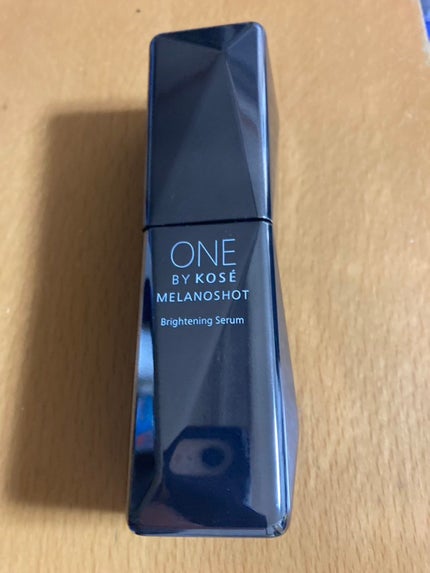 ONE
BY KOSÉ
MELANOSHOT
Brightening Serum